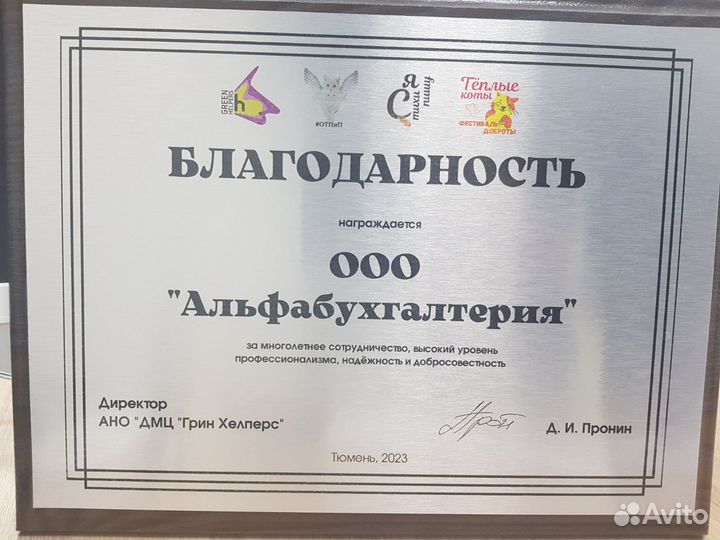 GREEN
HELPERS
h
#ОТПиП
Я
Стихи
пишу
Тёплые
коты
ФЕСТИВАЛЬ
ДОБРОТЫ
БЛАГОДАРНОСТЬ
награждается
ООО
"Альфабухгалтерия"
за многолетнее сотрудничество, высокий уровень
профессионализма, надёжность и добросовестность
Директор
АНО "ДМЦ "Грин Хелперс"
Д. И. Пронин
Тюмень, 2023
Avito